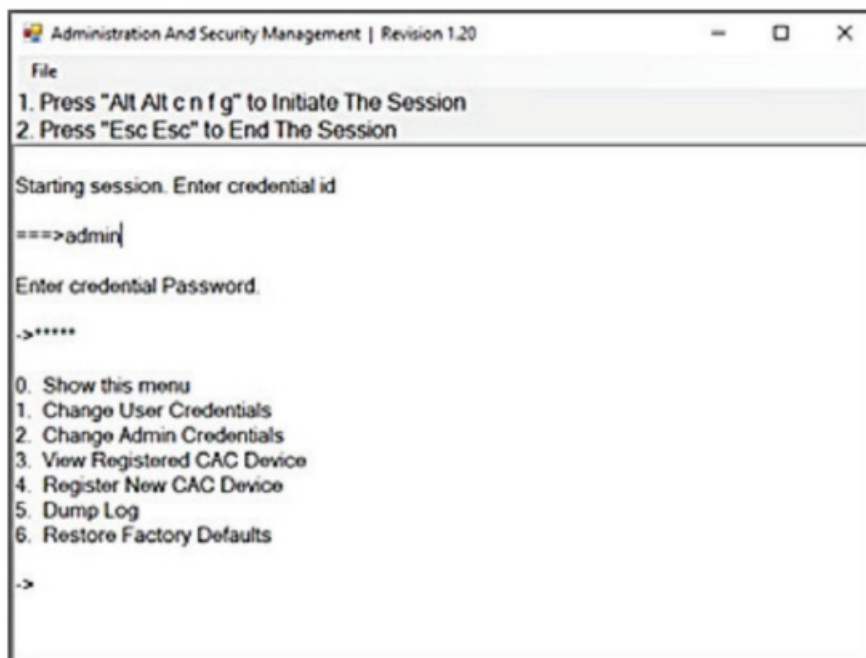 Administration And Security Management | Revision 1.20
File
1. Press "Alt Alt c n f g" to Initiate The Session
2. Press "Esc Esc" to End The Session
Starting session. Enter credential id
===>admin
Enter credential Password.
->*****
0. Show this menu
1. Change User Credentials
2. Change Admin Credentials
3. View Registered CAC Device
4. Register New CAC Device
5. Dump Log
6. Restore Factory Defaults
->